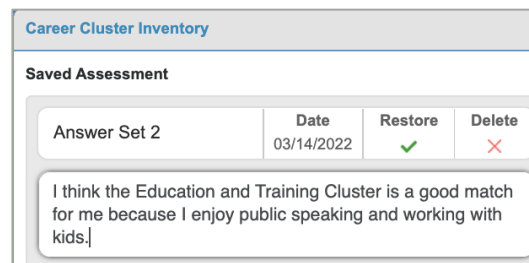 Career Cluster Inventory
Saved Assessment
Answer Set 2
Date
03/14/2022
Restore
Delete
I think the Education and Training Cluster is a good match
for me because I enjoy public speaking and working with
kids.